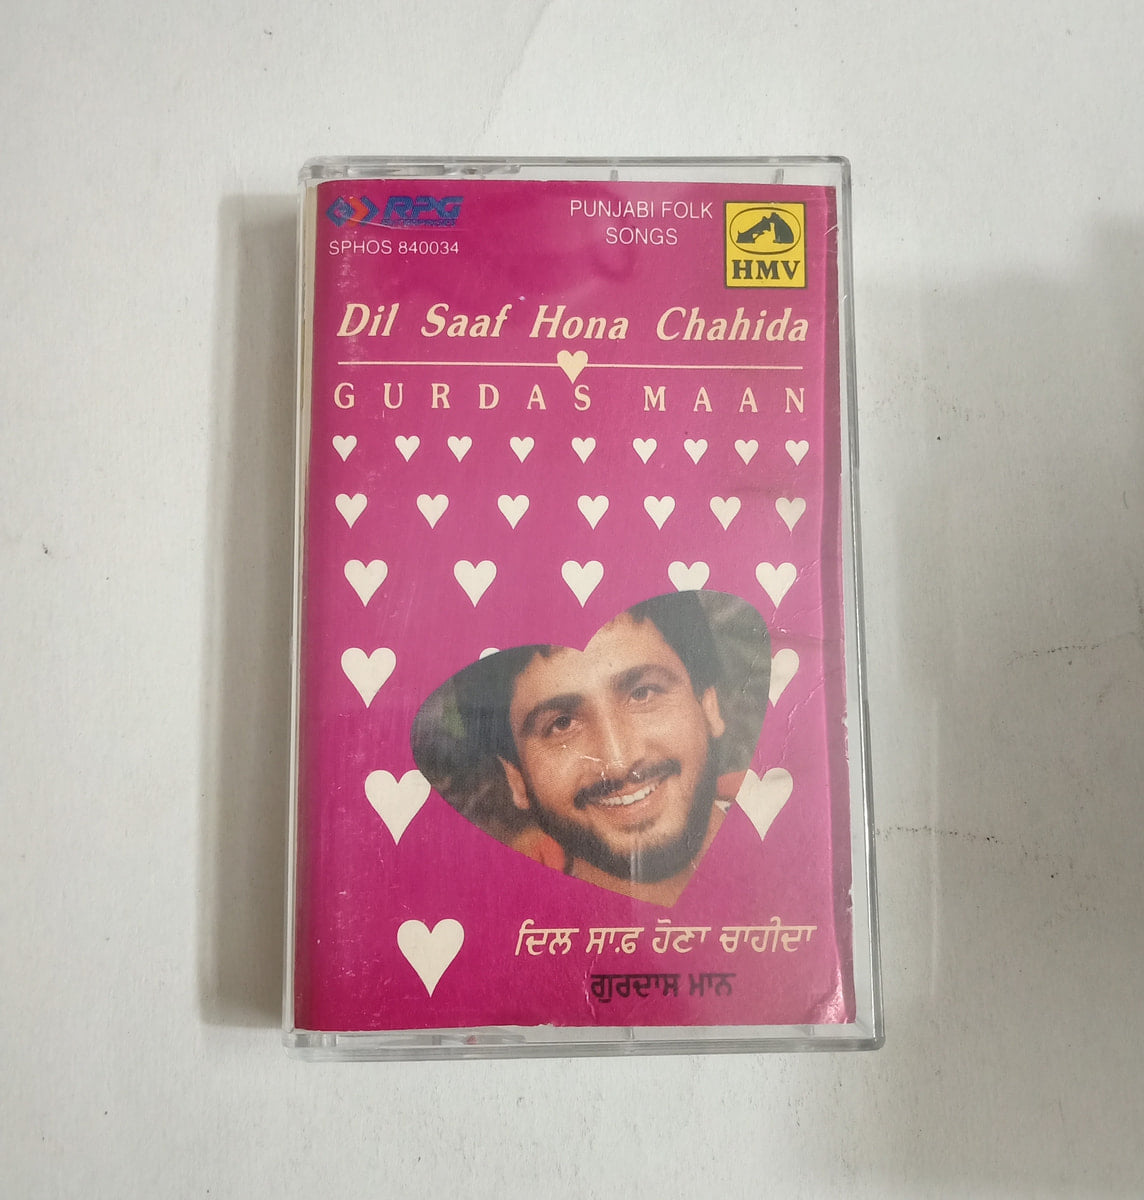 RPG
SPHOS 840034
PUNJABI FOLK
SONGS
HMV
Dil Saaf Hona Chahida
GURDAS MAAN
ਦਿਲ ਸਾਫ਼ ਹੋਣਾ ਚਾਹੀਦਾ
ਗੁਰਦਾਸ ਮਾਨ